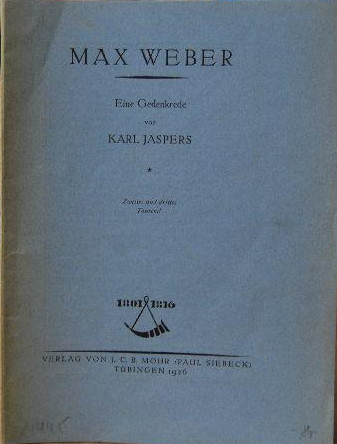 MAX WEBER
Eine Gedenkrede
von
KARL JASPERS
*
Zweites und drittes
Tausend
1801 1816
VERLAG VON J. C. B. MOHR (PAUL SIEBECK)
TÜBINGEN 1926